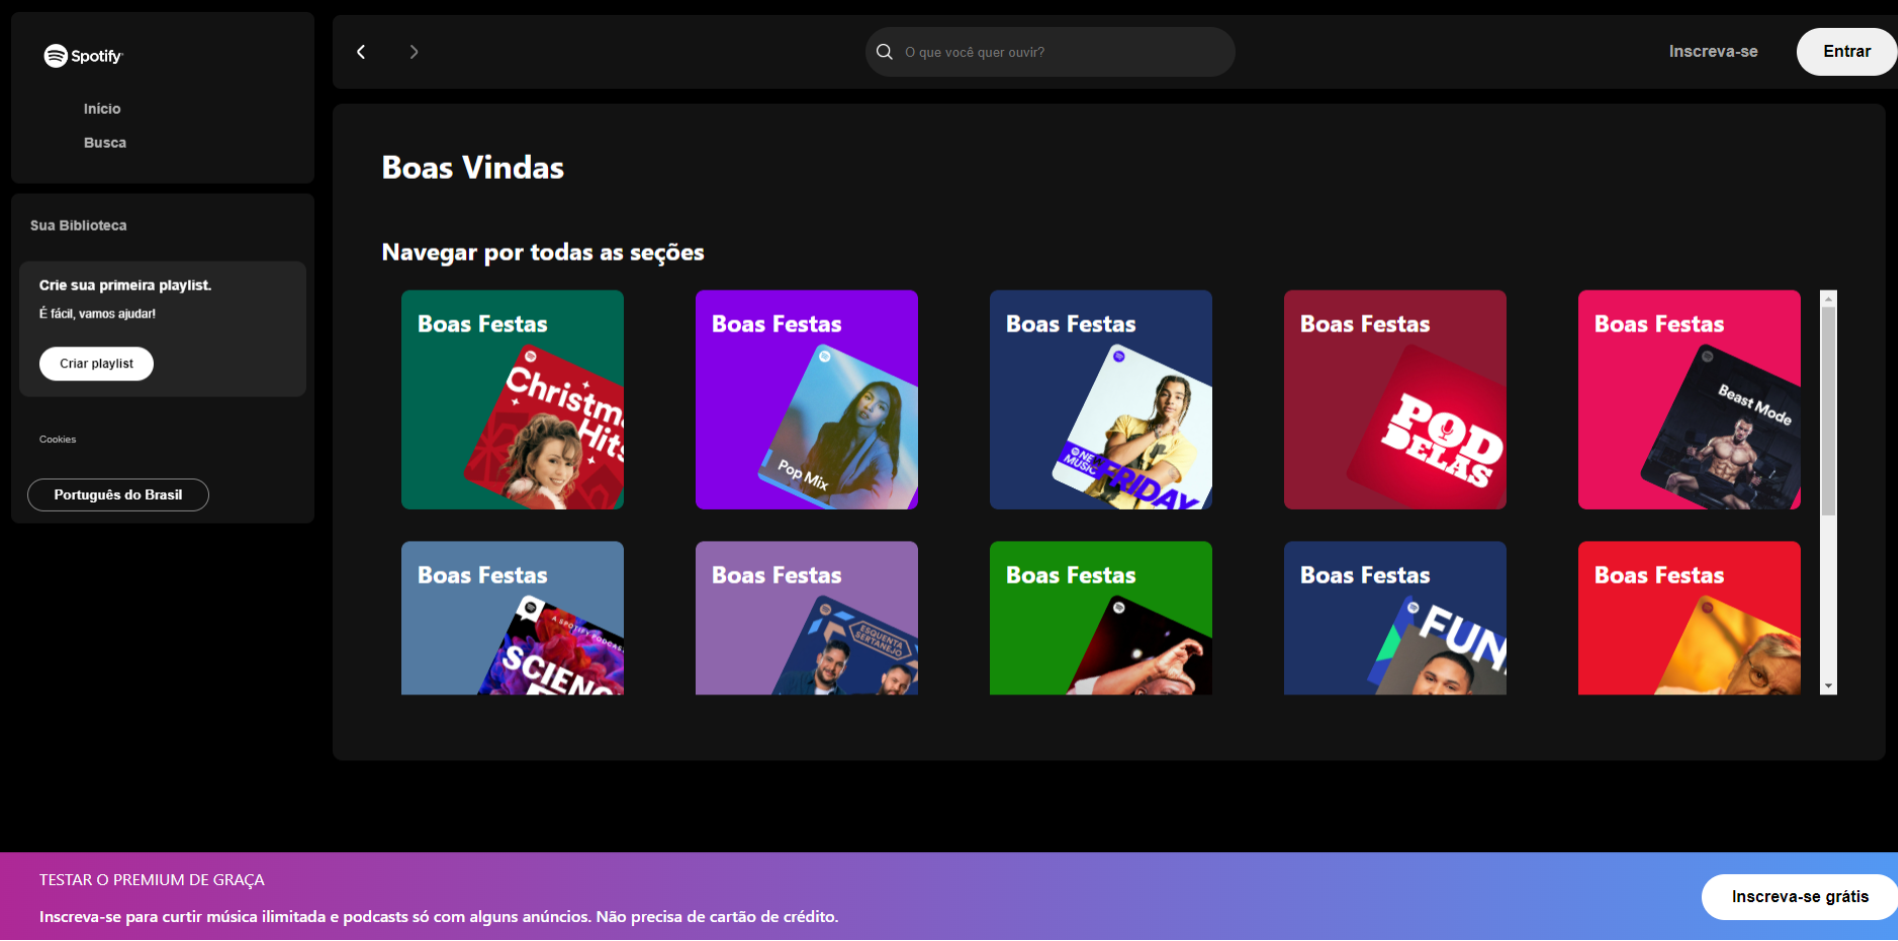 Spotify
Início
Busca
Sua Biblioteca
Crie sua primeira playlist.
É fácil, vamos ajudar!
Criar playlist
Cookies
Português do Brasil
O que você quer ouvir?
Inscreva-se
Entrar
Boas Vindas
Navegar por todas as seções
Boas Festas
Christm
Hits
Boas Festas
Pop Mix
Boas Festas
NE
MUSIC
FRIDAY
Boas Festas
POD
DELAS
Boas Festas
Beast Mode
Boas Festas
A SPOTIFY PODCAST
SCIENC
Boas Festas
ESQUENTA
SERTANEJO
Boas Festas
Boas Festas
FUN
Boas Festas
TESTAR O PREMIUM DE GRAÇA
Inscreva-se para curtir música ilimitada e podcasts só com alguns anúncios. Não precisa de cartão de crédito.
Inscreva-se grátis